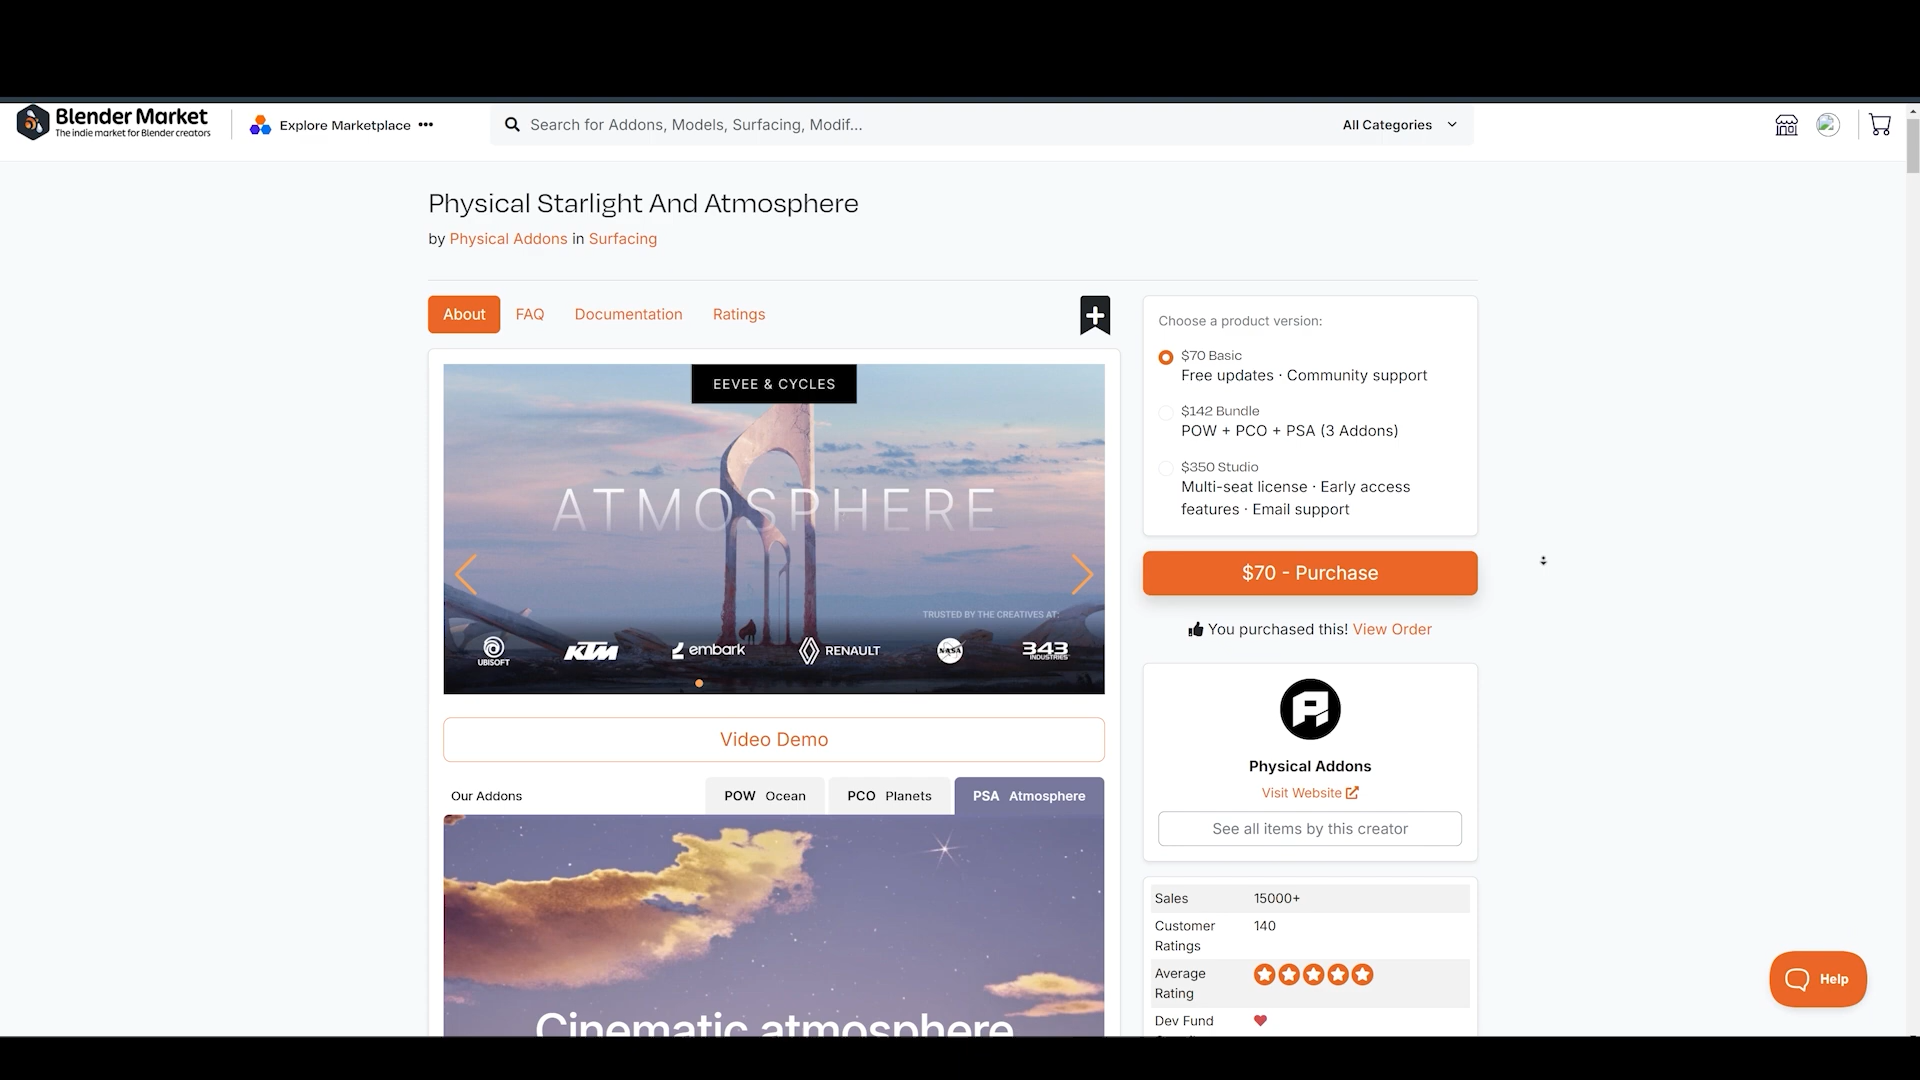 Blender Market
The indie market for Blender creators
Explore Marketplace •••
Search for Addons, Models, Surfacing, Modif...
All Categories
Physical Starlight And Atmosphere
by Physical Addons in Surfacing
About
FAQ
Documentation
Ratings
EEVEE & CYCLES
ATMOSPHERE
TRUSTED BY THE CREATIVES AT:
UBISOFT
KTM
embark
RENAULT
NASA
343
INDUSTRIES
Video Demo
Our Addons
POW Ocean
PCO Planets
PSA Atmosphere
Cinematic atmosphere
Choose a product version:
$70 Basic
Free updates · Community support
$142 Bundle
POW + PCO + PSA (3 Addons)
$350 Studio
Multi-seat license · Early access
features · Email support
$70 - Purchase
You purchased this! View Order
Physical Addons
Visit Website
See all items by this creator
Sales 15000+
Customer 140
Ratings
Average
Rating
Dev Fund
Help